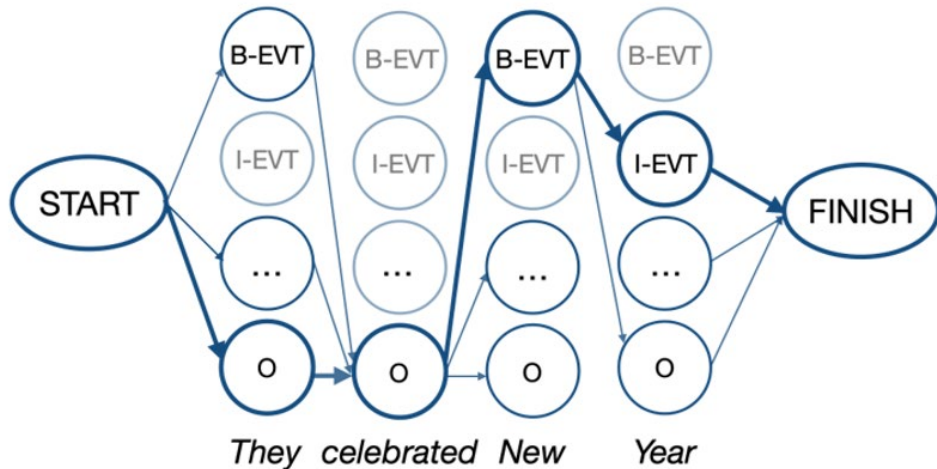 B-EVT B-EVT B-EVT B-EVT
I-EVT I-EVT I-EVT I-EVT
START FINISH
... ... ... ...
O O O O
They celebrated New Year